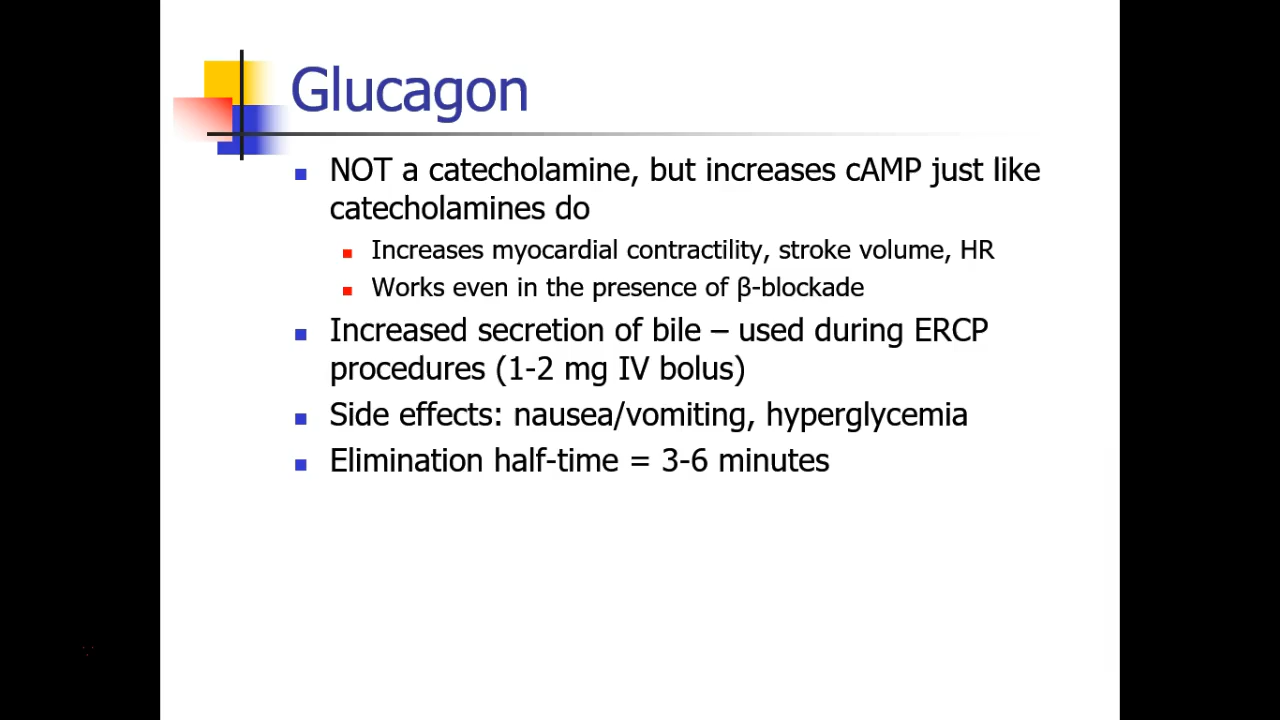 Glucagon
NOT a catecholamine, but increases cAMP just like
catecholamines do
Increases myocardial contractility, stroke volume, HR
Works even in the presence of β-blockade
Increased secretion of bile – used during ERCP
procedures (1-2 mg IV bolus)
Side effects: nausea/vomiting, hyperglycemia
Elimination half-time = 3-6 minutes